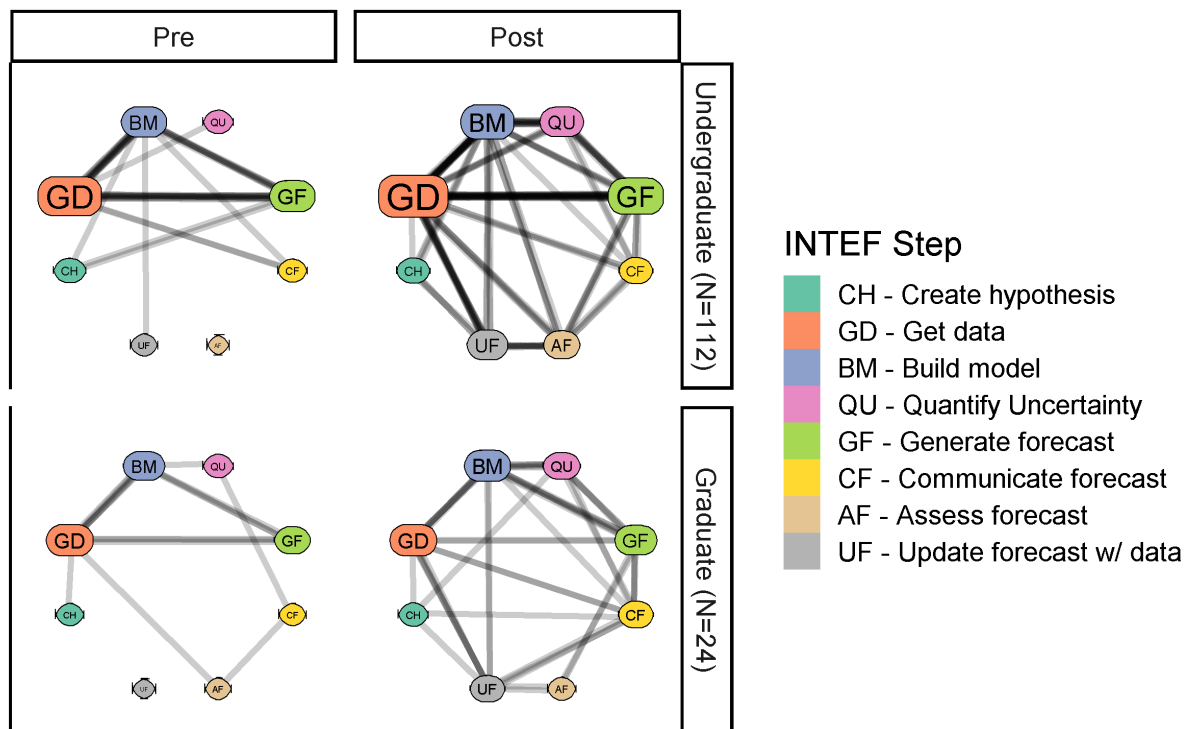 Pre
Post
BM
QU
GD
GF
CH
CF
UF
AF
BM
QU
GD
GF
CH
CF
UF
AF
Undergraduate (N=112)
BM
QU
GD
GF
CH
CF
UF
AF
BM
QU
GD
GF
CH
CF
UF
AF
Graduate (N=24)
INTEF Step
CH - Create hypothesis
GD - Get data
BM - Build model
QU - Quantify Uncertainty
GF - Generate forecast
CF - Communicate forecast
AF - Assess forecast
UF - Update forecast w/ data